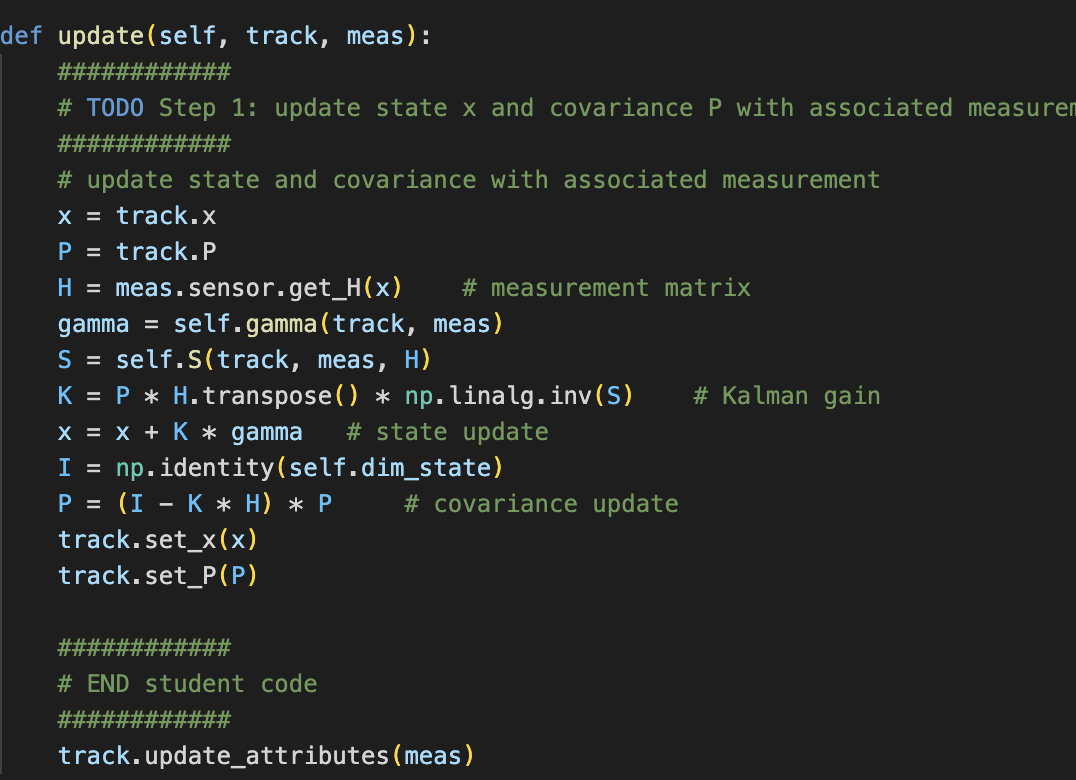 def update(self, track, meas):
############
# TODO Step 1: update state x and covariance P with associated
############
# update state and covariance with associated measurement
x = track.x
P = track.P
H = meas.sensor.get_H(x)    # measurement matrix
gamma = self.gamma(track, meas)
S = self.S(track, meas, H)
K = P * H.transpose() * np.linalg.inv(S)    # Kalman gain
x = x + K * gamma   # state update
I = np.identity(self.dim_state)
P = (I - K * H) * P     # covariance update
track.set_x(x)
track.set_P(P)
############
# END student code
############
track.update_attributes(meas)